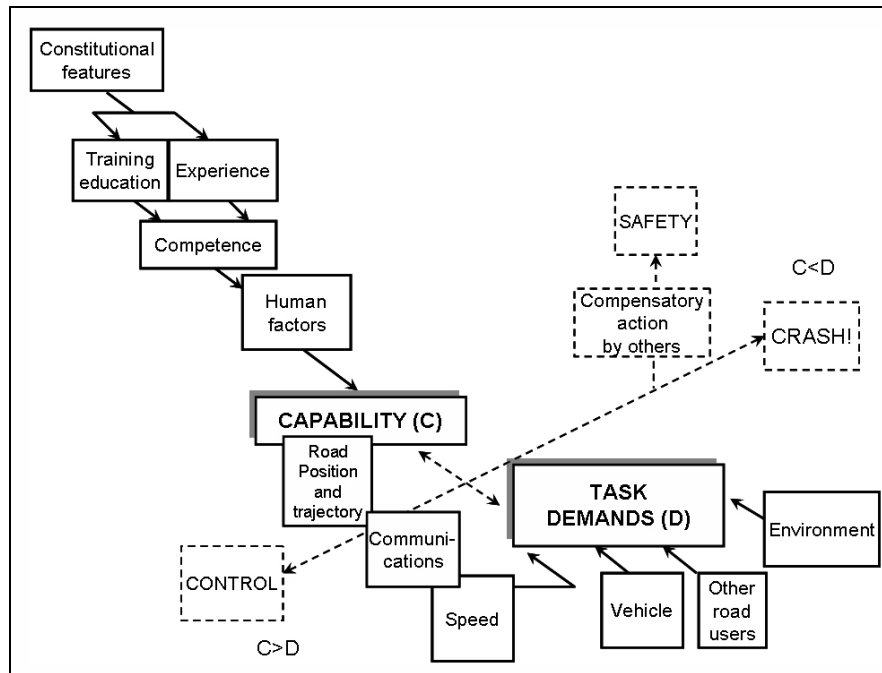 Constitutional
features
Training
education
Experience
Competence
Human
factors
SAFETY
C<D
Compensatory
action
by others
CRASH!
CAPABILITY (C)
Road
Position
and
trajectory
TASK
DEMANDS (D)
Environment
Communi-
cations
CONTROL
Speed
Vehicle
Other
road
users
C>D